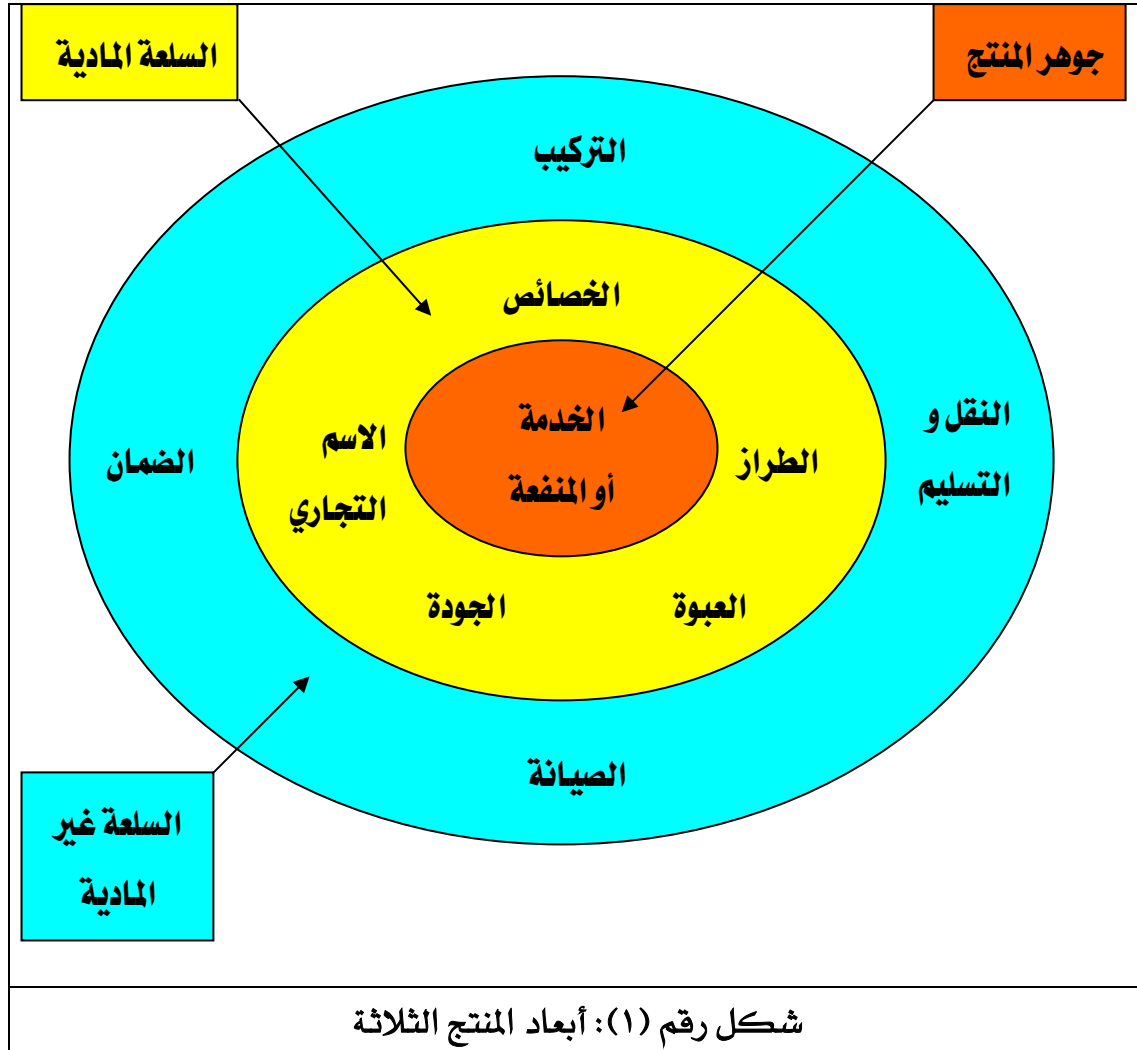 جوهر المنتج
السلعة المادية
التركيب
الخصائص
النقل و
التسليم
الطراز
الخدمة
أو المنفعة
الاسم
التجاري
الضمان
العبوة
الجودة
الصيانة
السلعة غير
المادية
شكل رقم (١): أبعاد المنتج الثلاثة